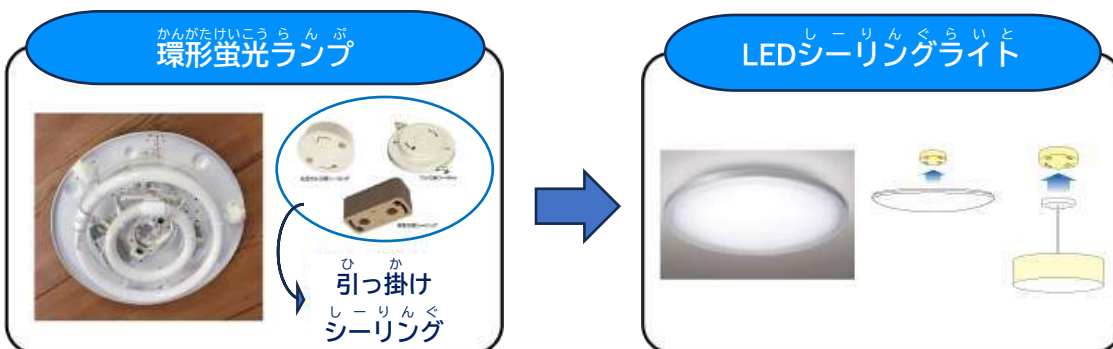 かんがたけいこうらんぷ
環形蛍光ランプ
引っ掛け
ひ か
シーリング
しーりんぐ
しーりんぐらいと
LEDシーリングライト